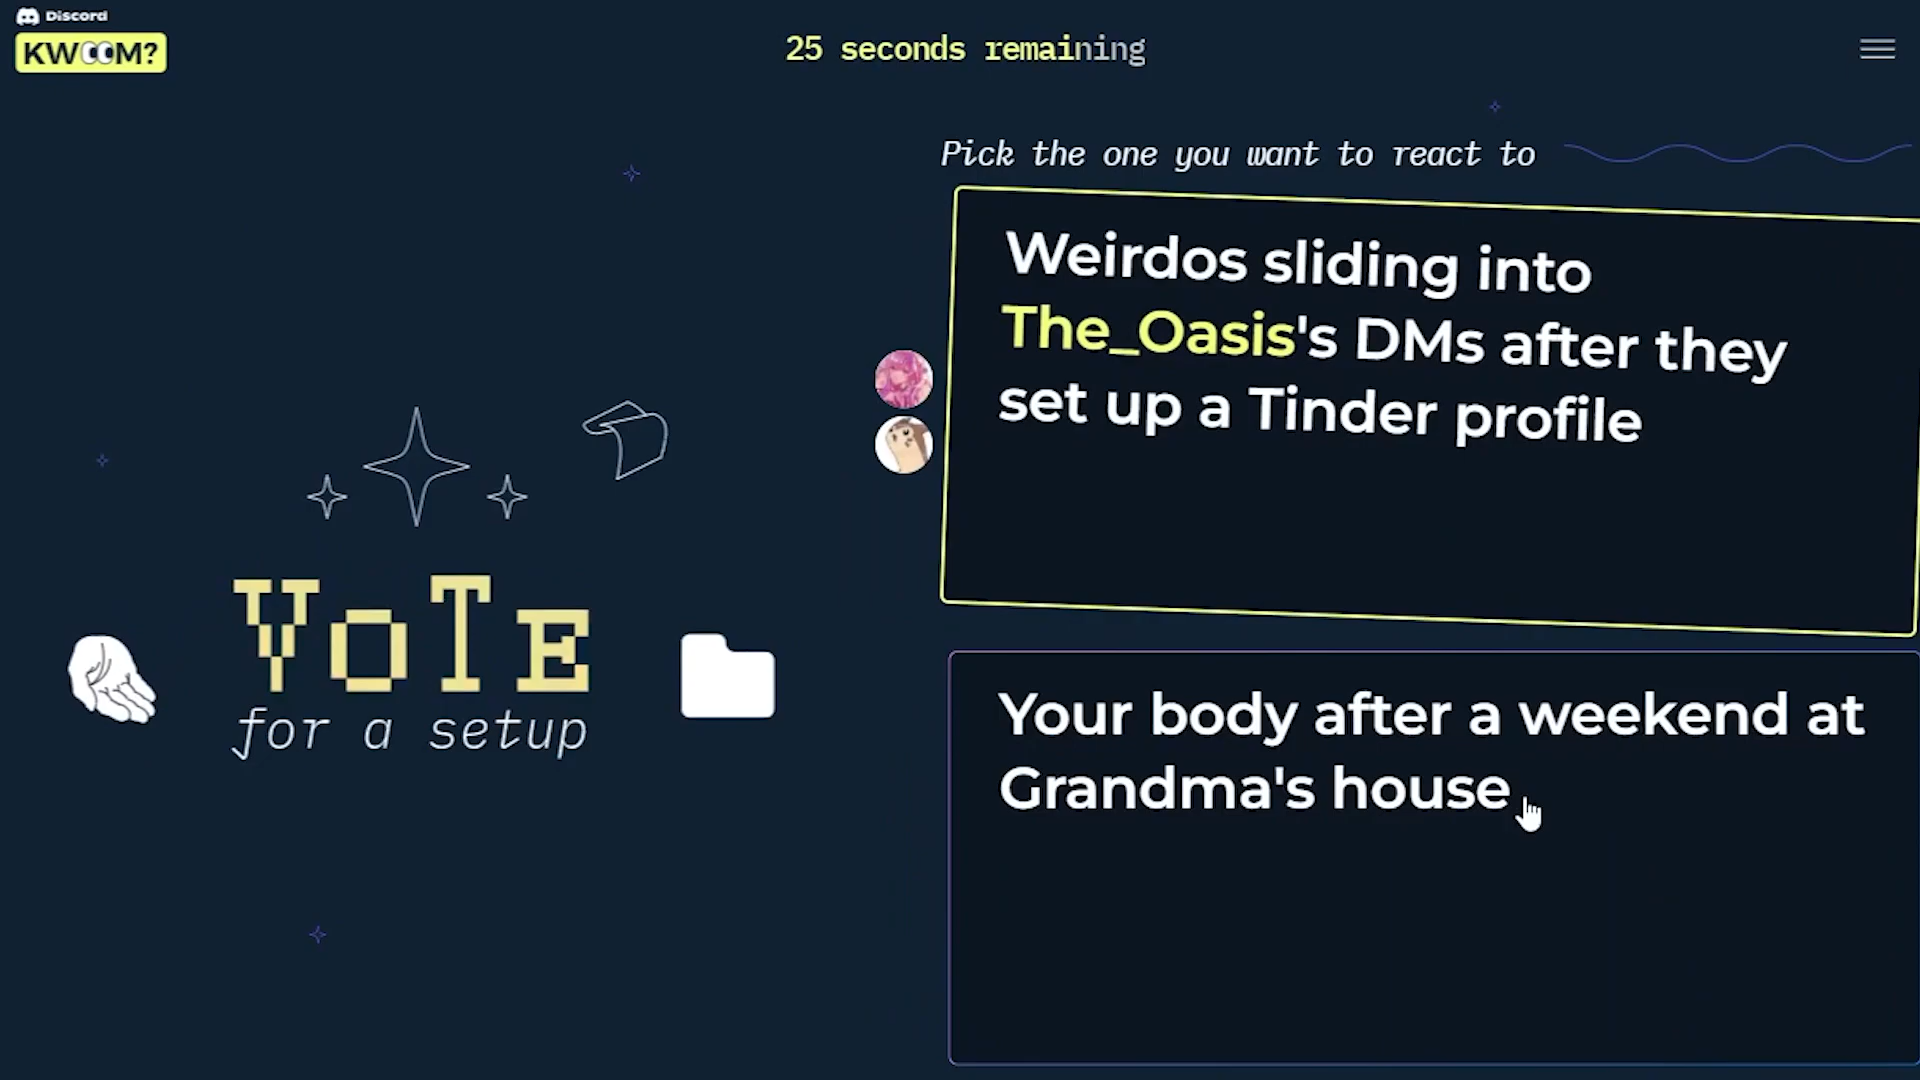 Discord
KWOOM?
25 seconds remaining
Pick the one you want to react to
Weirdos sliding into
The_Oasis's DMs after they
set up a Tinder profile
VoTE
for a setup
Your body after a weekend at
Grandma's house